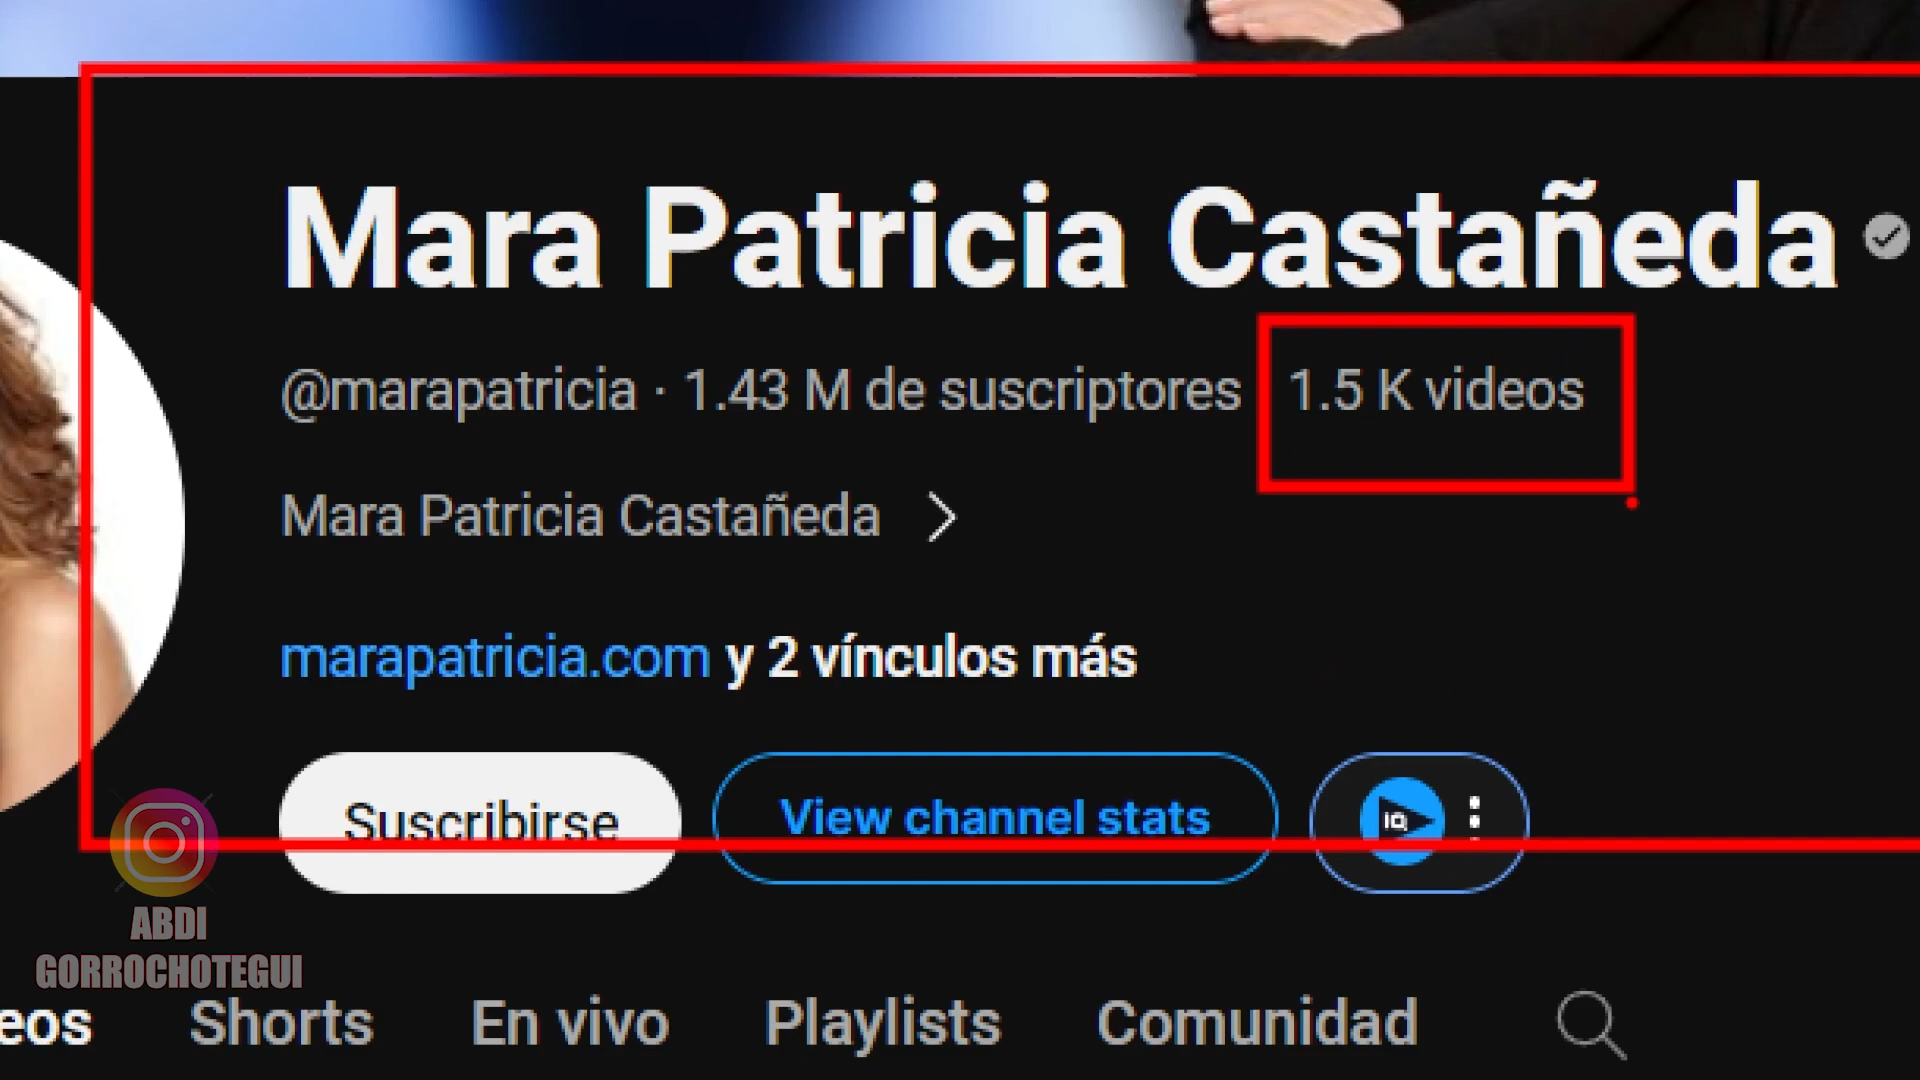 Mara Patricia Castañeda
@marapatricia · 1.43 M de suscriptores 1.5 K videos
Mara Patricia Castañeda
marapatricia.com y 2 vínculos más
Suscribirse View channel stats IQ
ABDI
GORROCHOTEGUI
eos Shorts En vivo Playlists Comunidad